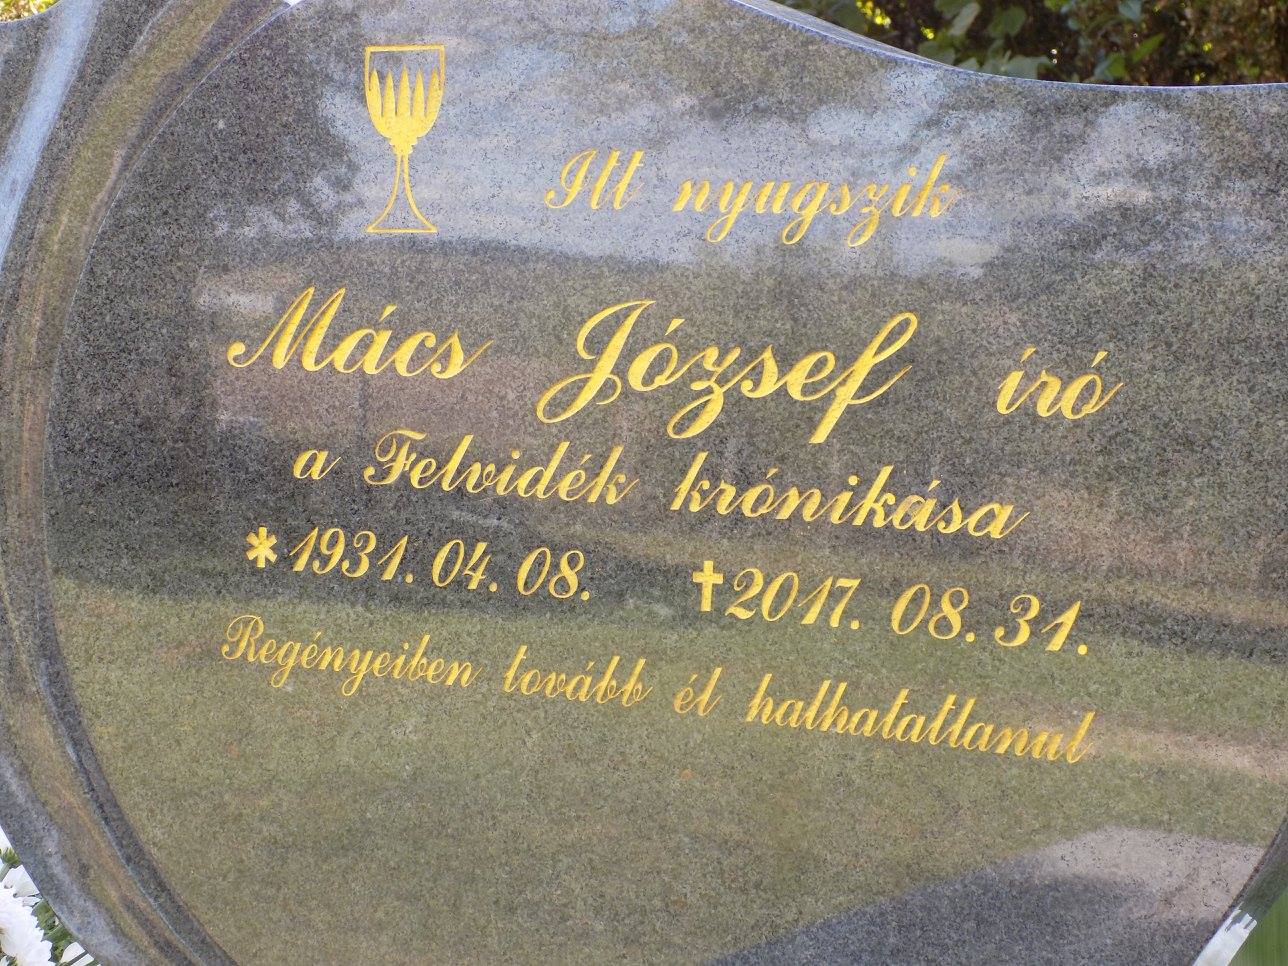 Itt nyugszik
Mács József író
a Felvidék krónikása
*1931. 04. 08. ✝2017. 08. 31.
Regényeiben tovább él halhatatlanul